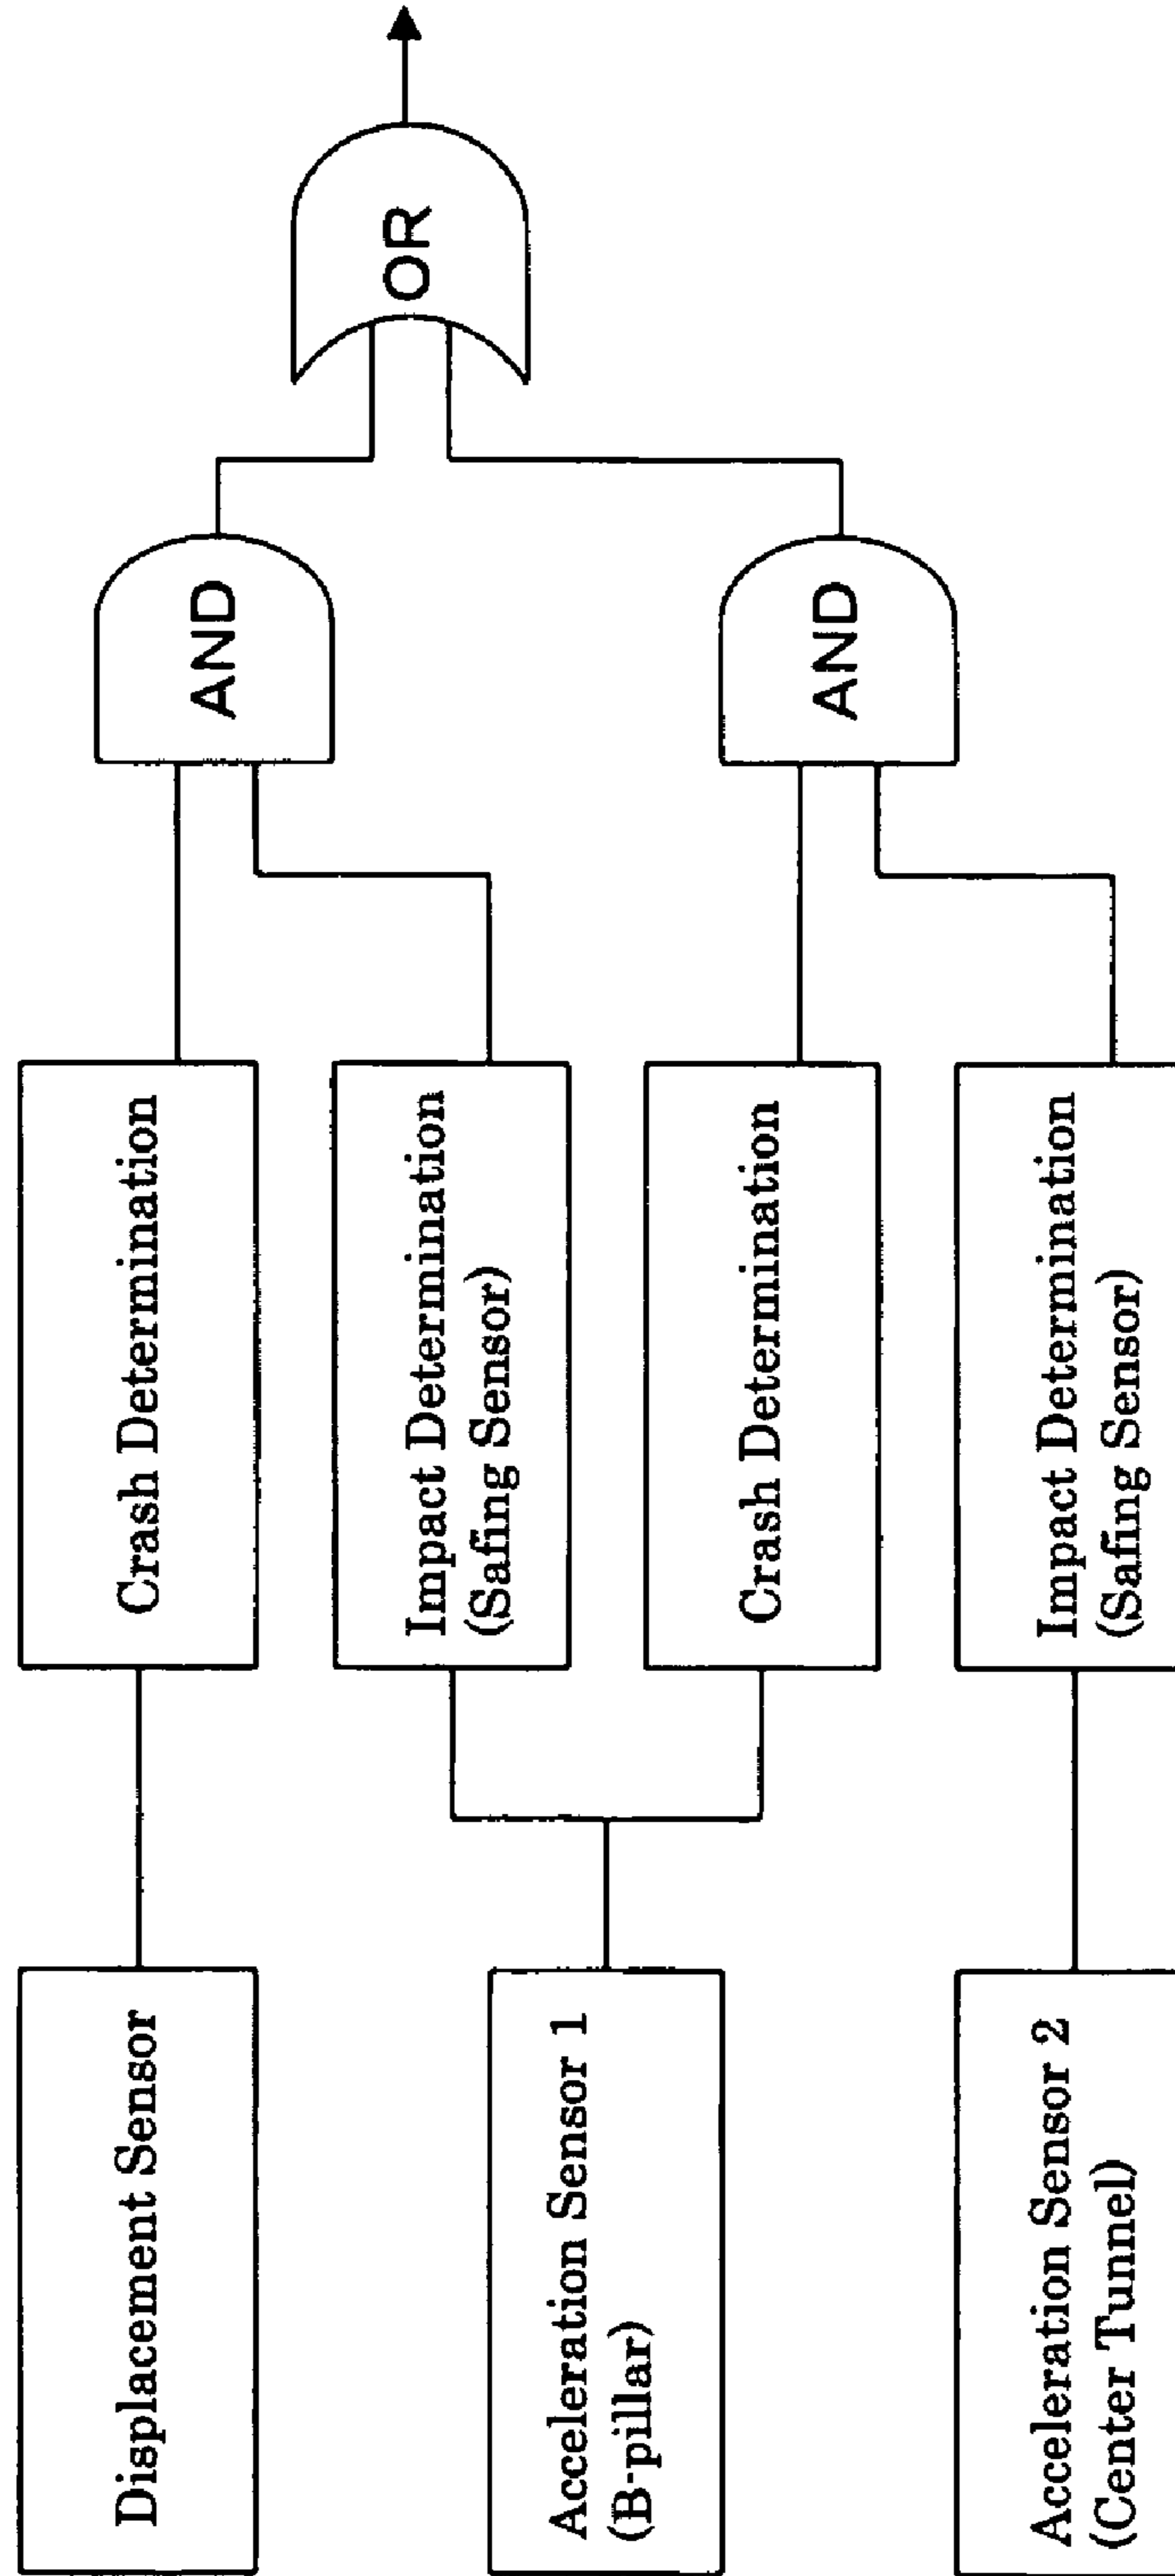 Displacement Sensor
Acceleration Sensor 1
(B-pillar)
Acceleration Sensor 2
(Center Tunnel)
Crash Determination
Impact Determination
(Safing Sensor)
Crash Determination
Impact Determination
(Safing Sensor)
AND
AND
OR